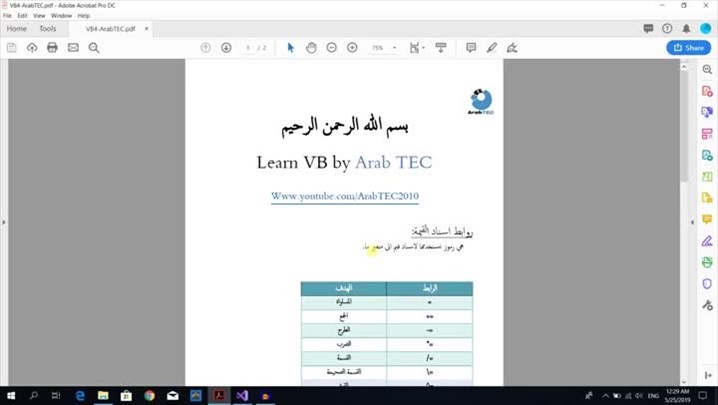 VB4-ArabTEC.pdf - Adobe Acrobat Pro DC
File Edit View Window Help
Home Tools VB4-ArabTEC.pdf ×
1 / 2 75% Share
ArabTEC
بسم الله الرحمن الرحيم
Learn VB by Arab TEC
Www.youtube.com/ArabTEC2010
روابط اسناد القيمة:
هي رموز نستخدمها لاسناد قيم الى متغير ما.
الرابط الهدف
= المساواة
+= الجمع
-= الطرح
*= الضرب
/= القسمة
\= القسمة الصحيحة
ENG 12:29 AM
5/25/2019